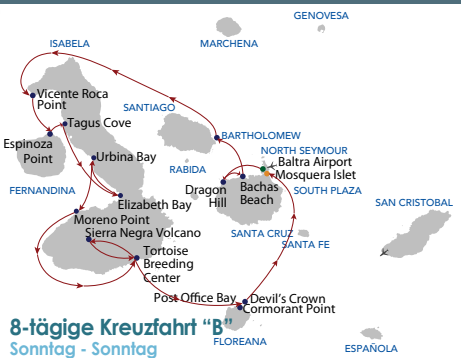 GENOVESA
ISABELA
MARCHENA
Vicente Roca
Point
Tagus Cove
SANTIAGO
BARTHOLOMEW
Espinoza
Point
Urbina Bay
NORTH SEYMOUR
Baltra Airport
Mosquera Islet
RABIDA
Dragon
Hill
Bachas
Beach
SOUTH PLAZA
FERNANDINA
Elizabeth Bay
SAN CRISTOBAL
Moreno Point
Sierra Negra Volcano
SANTA CRUZ
SANTA FE
Tortoise
Breeding
Center
Post Office Bay
Devil's Crown
Cormorant Point
8-tägige Kreuzfahrt “B”
FLOREANA
ESPAÑOLA
Sonntag - Sonntag